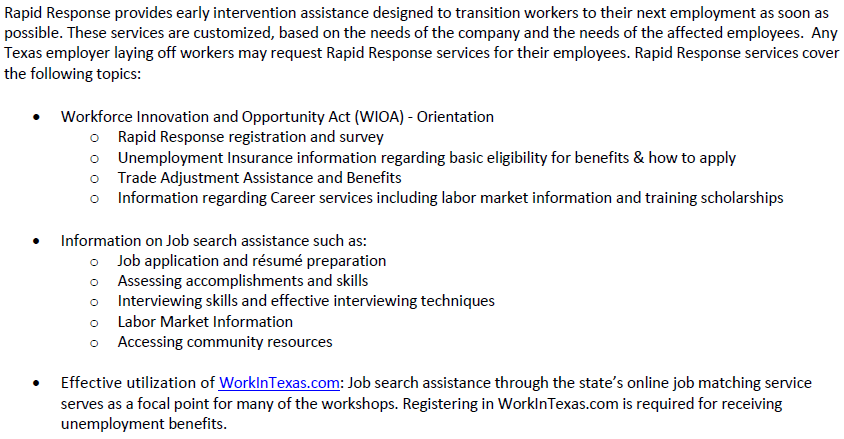 Rapid Response provides early intervention assistance designed to transition workers to their next employment as soon as
possible. These services are customized, based on the needs of the company and the needs of the affected employees.  Any
Texas employer laying off workers may request Rapid Response services for their employees. Rapid Response services cover
the following topics:
• Workforce Innovation and Opportunity Act (WIOA) - Orientation
o Rapid Response registration and survey
o Unemployment Insurance information regarding basic eligibility for benefits & how to apply
o Trade Adjustment Assistance and Benefits
o Information regarding Career services including labor market information and training scholarships
• Information on Job search assistance such as:
o Job application and résumé preparation
o Assessing accomplishments and skills
o Interviewing skills and effective interviewing techniques
o Labor Market Information
o Accessing community resources
• Effective utilization of WorkInTexas.com: Job search assistance through the state's online job matching service
serves as a focal point for many of the workshops. Registering in WorkInTexas.com is required for receiving
unemployment benefits.